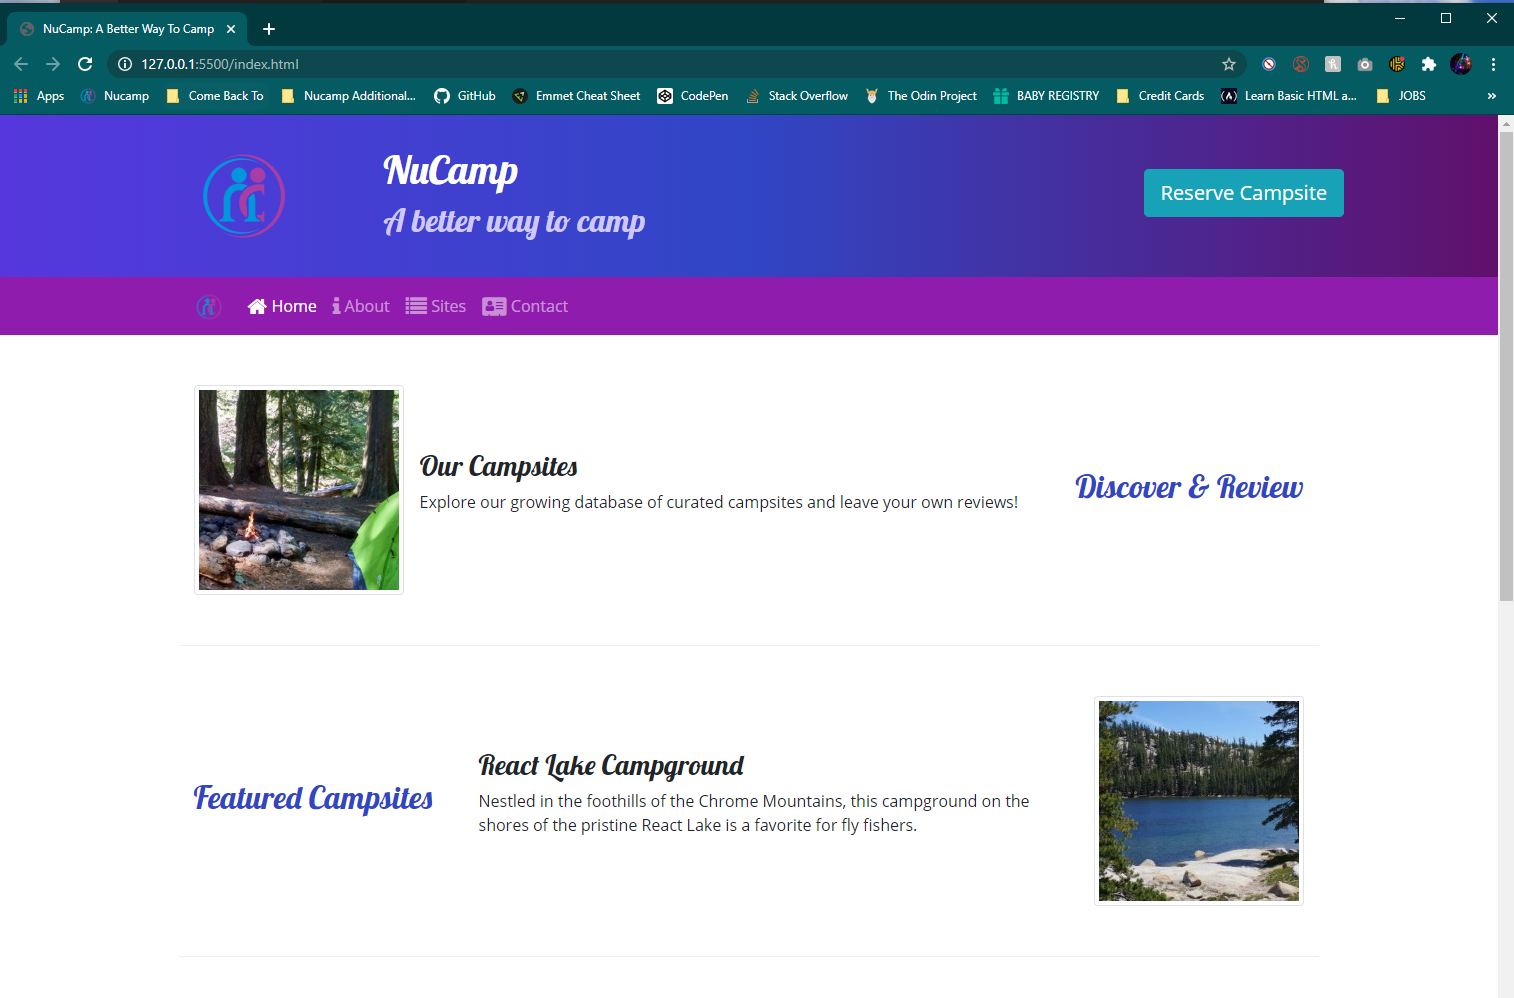 NuCamp: A Better Way To Camp
127.0.0.1:5500/index.html
Apps Nucamp Come Back To Nucamp Additional... GitHub Emmet Cheat Sheet CodePen Stack Overflow The Odin Project BABY REGISTRY Credit Cards Learn Basic HTML a... JOBS »
NuCamp
A better way to camp
Reserve Campsite
Home About Sites Contact
Our Campsites
Explore our growing database of curated campsites and leave your own reviews!
Discover & Review
Featured Campsites
React Lake Campground
Nestled in the foothills of the Chrome Mountains, this campground on the
shores of the pristine React Lake is a favorite for fly fishers.